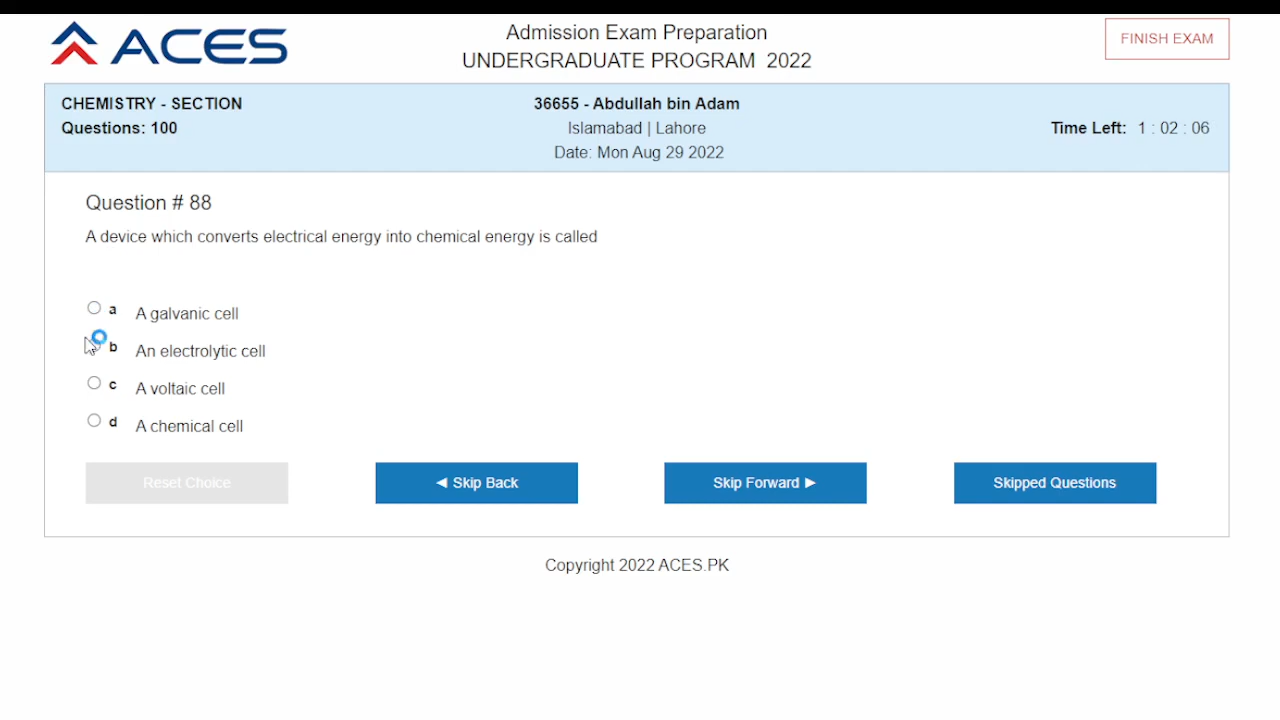 ACES
Admission Exam Preparation
UNDERGRADUATE PROGRAM 2022
FINISH EXAM
CHEMISTRY - SECTION
Questions: 100
36655 - Abdullah bin Adam
Islamabad | Lahore
Date: Mon Aug 29 2022
Time Left: 1 : 02 : 06
Question # 88
A device which converts electrical energy into chemical energy is called
a A galvanic cell
b An electrolytic cell
c A voltaic cell
d A chemical cell
Reset Choice
◄ Skip Back
Skip Forward ►
Skipped Questions
Copyright 2022 ACES.PK